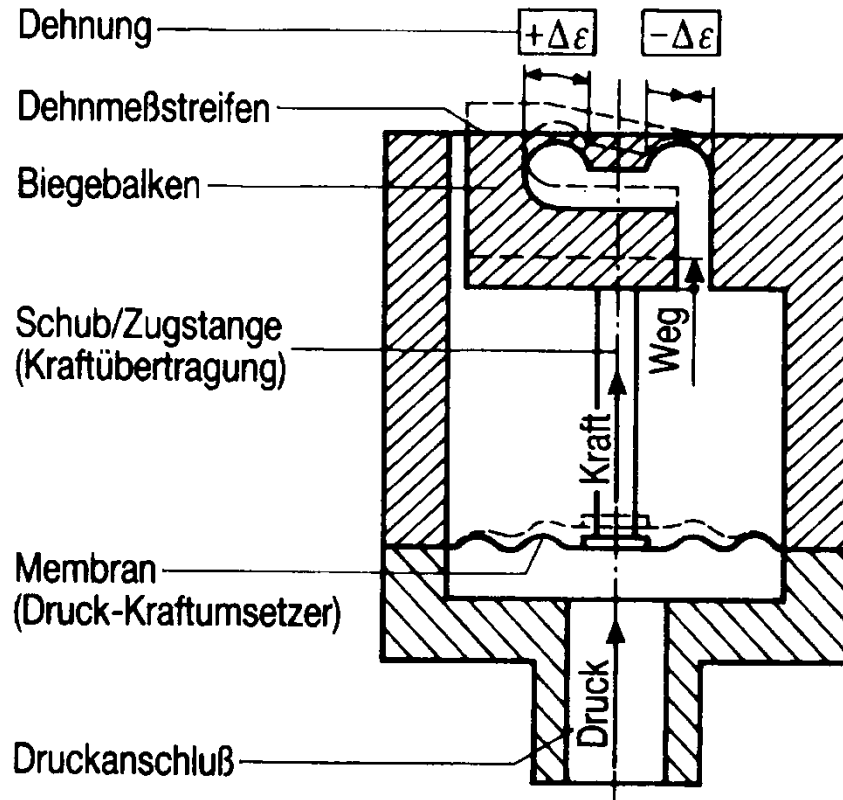 Dehnung
+Δε
−Δε
Dehnmeßstreifen
Biegebalken
Schub/Zugstange
(Kraftübertragung)
Weg
Kraft
Membran
(Druck-Kraftumsetzer)
Druck
Druckanschluß